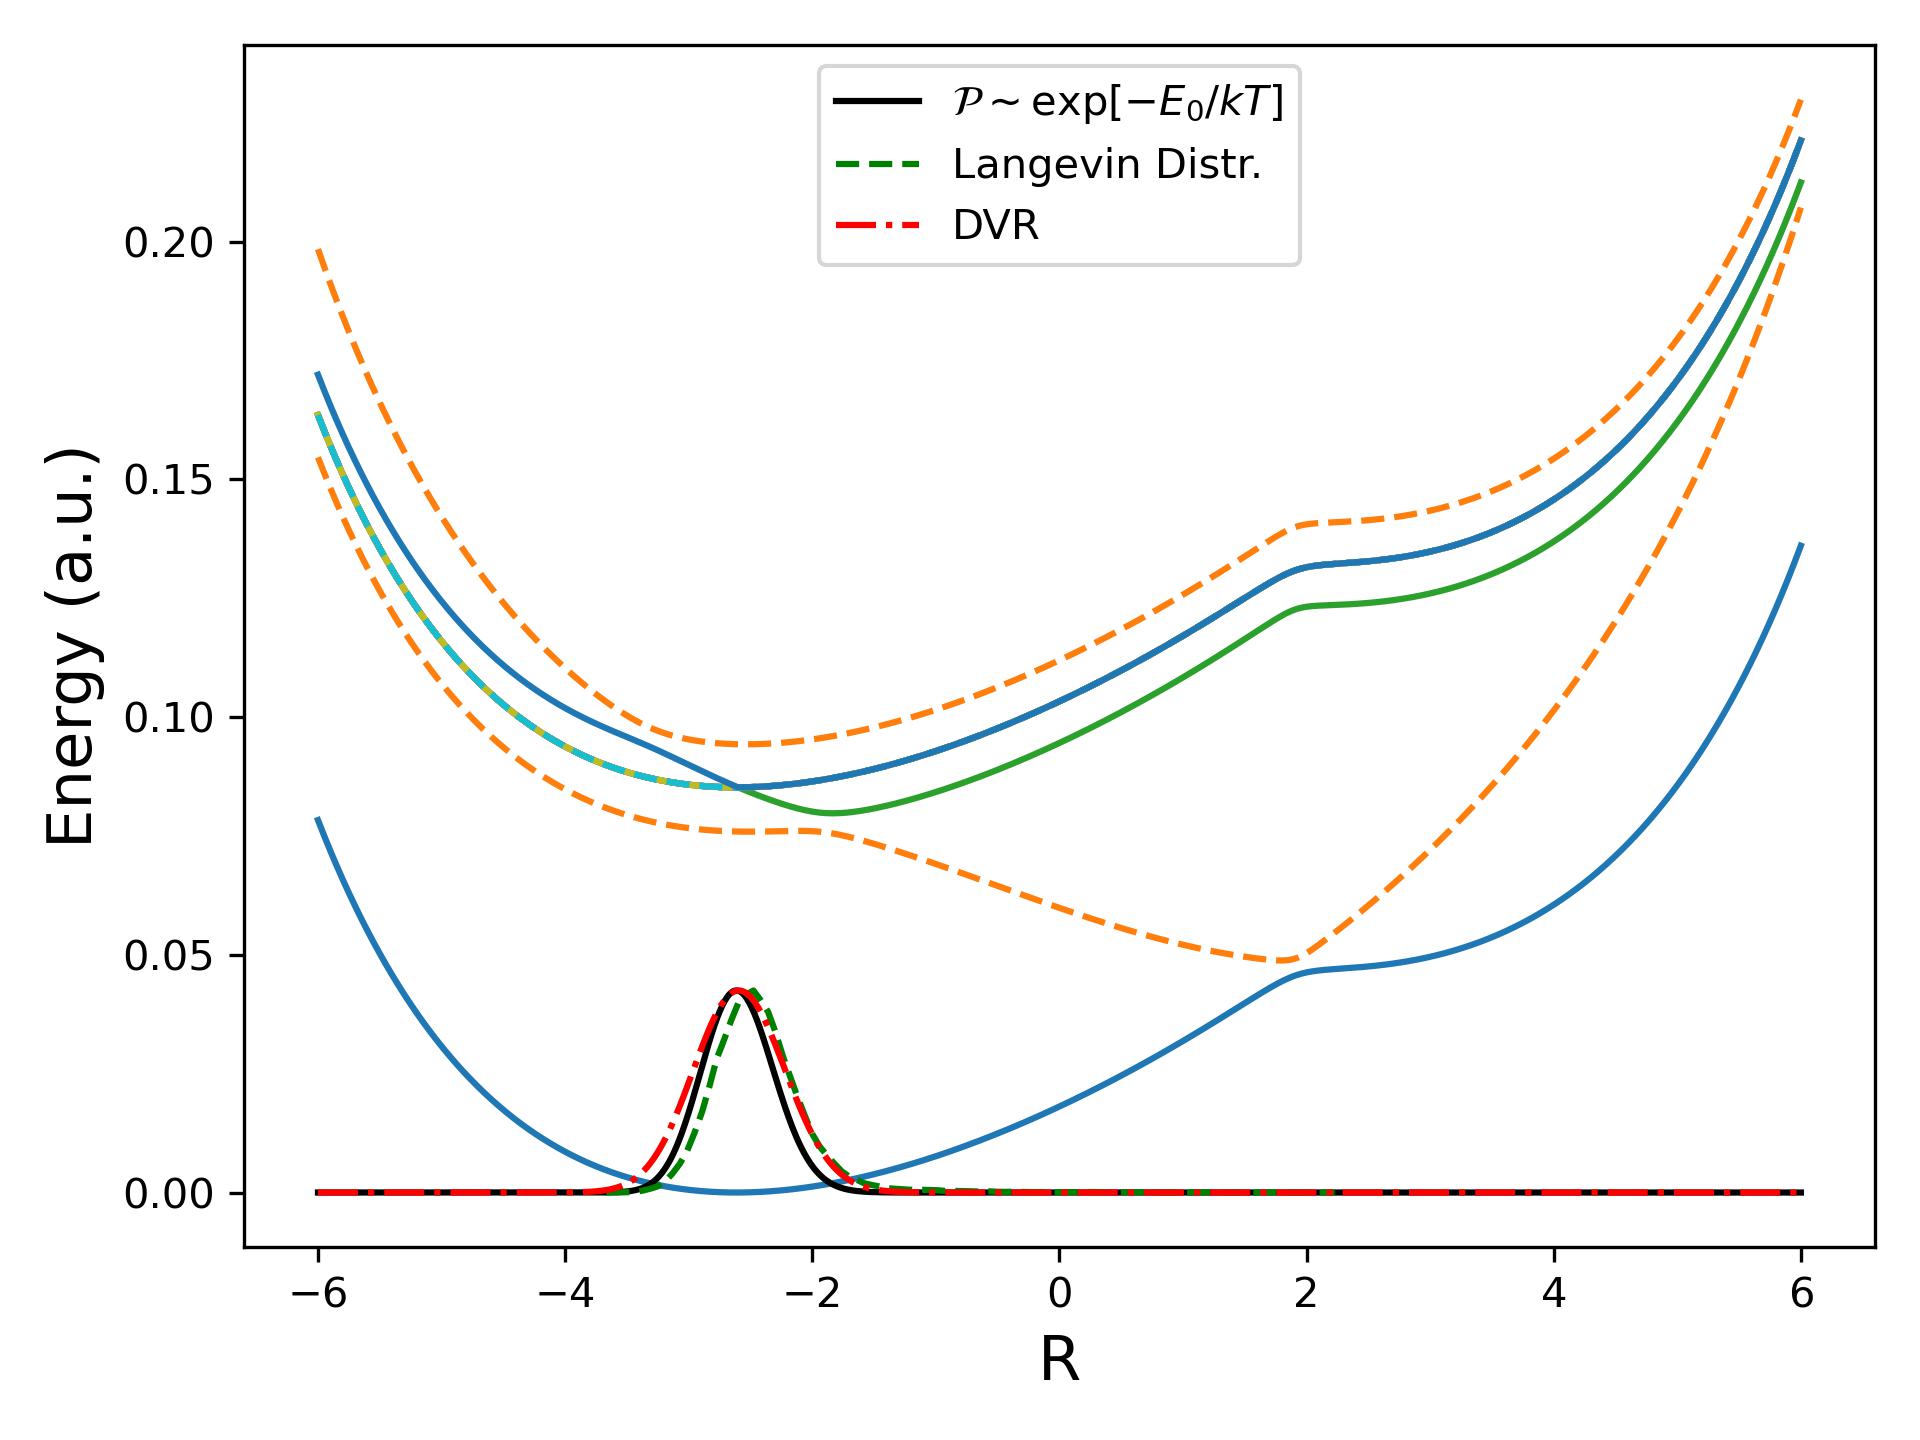 𝒫 ~ exp[−E₀/kT]
Langevin Distr.
DVR
Energy (a.u.)
0.20
0.15
0.10
0.05
0.00
−6 −4 −2 0 2 4 6
R